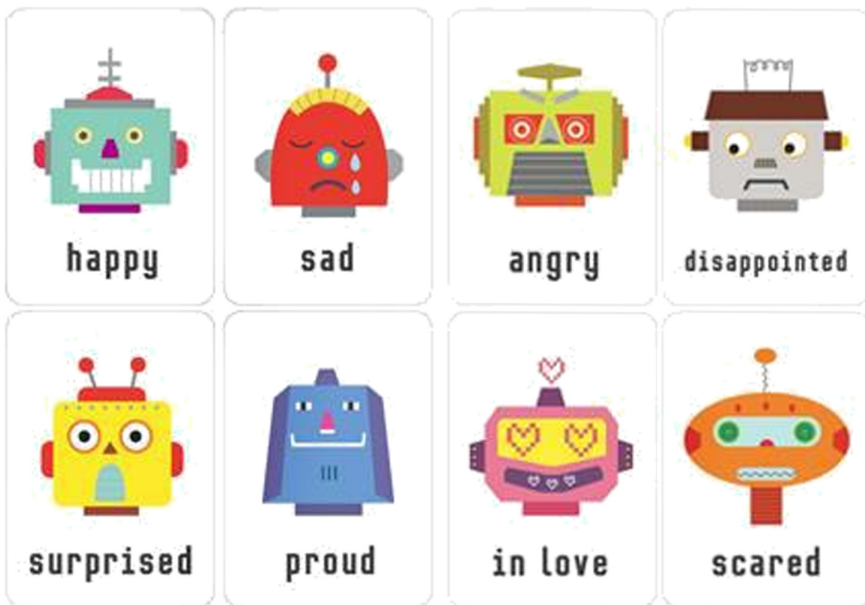 happy
sad
angry
disappointed
surprised
proud
in love
scared